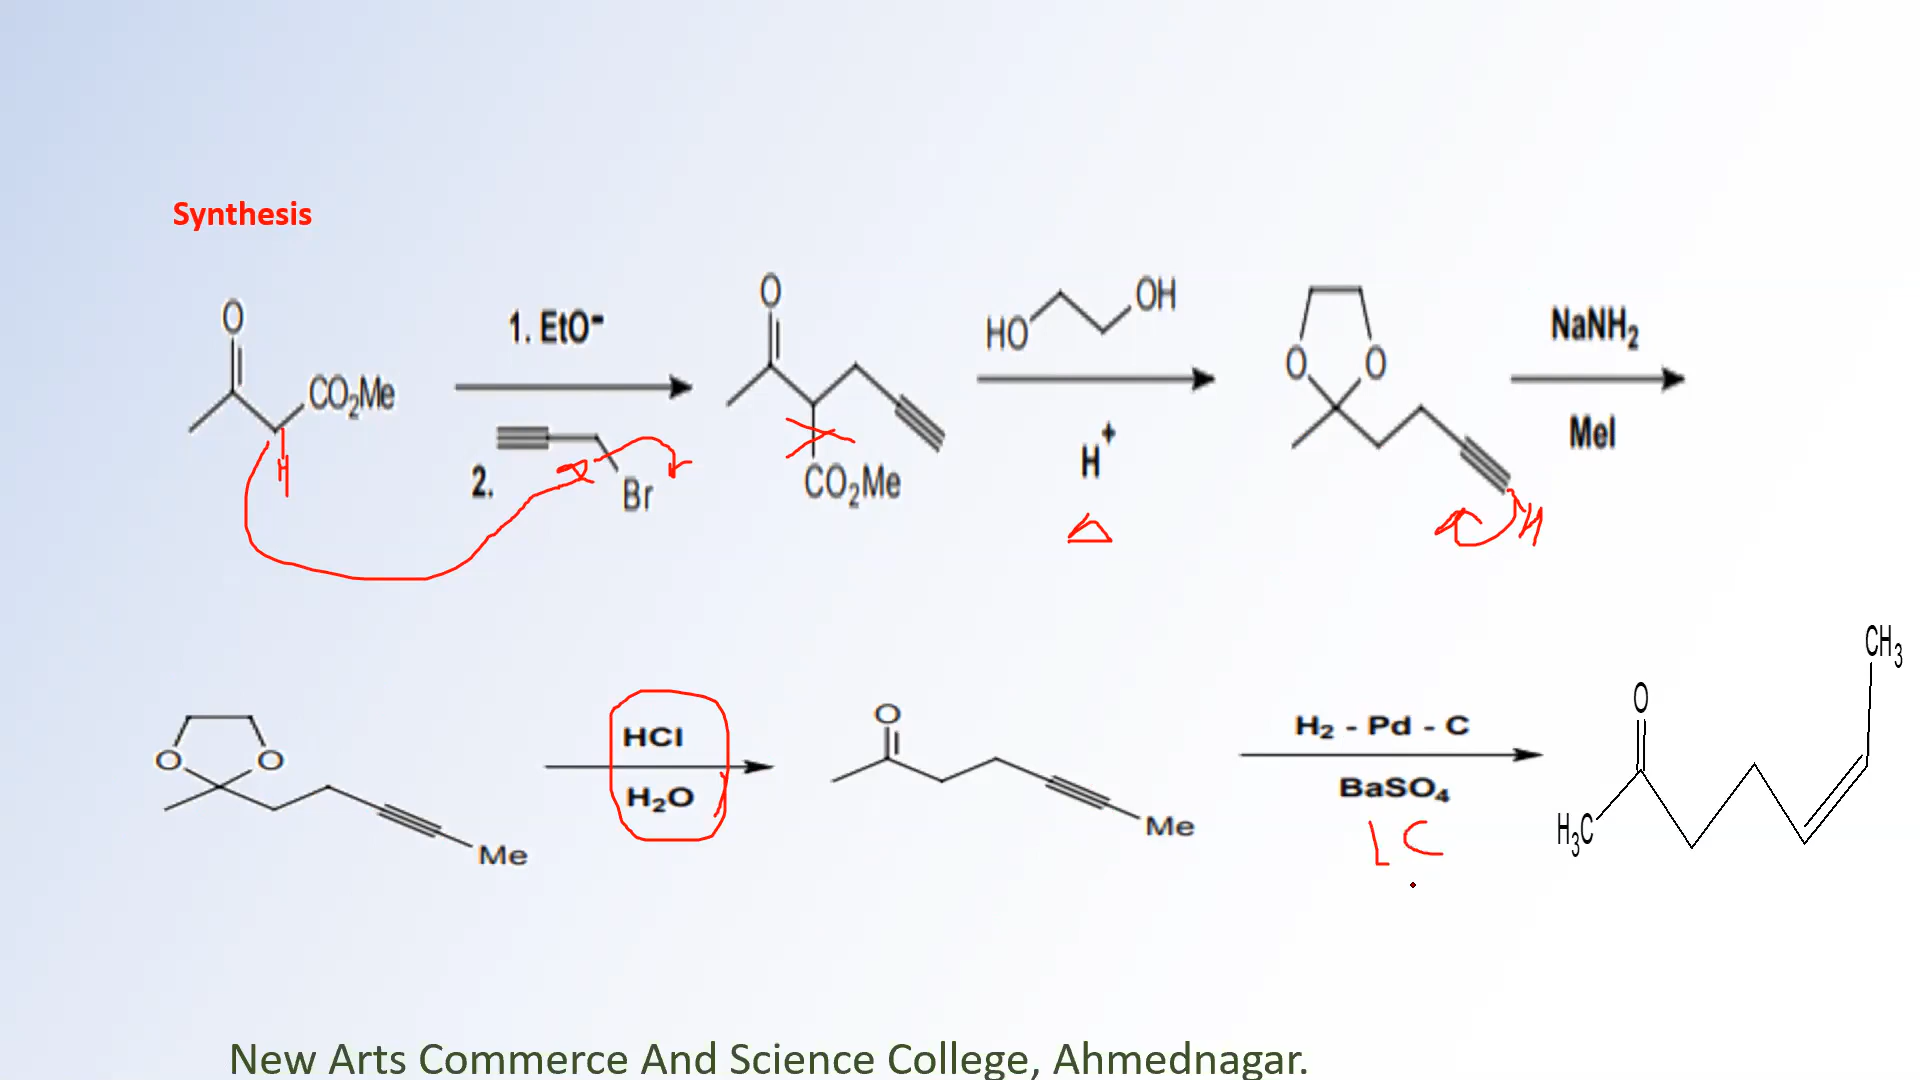 Synthesis
O
CO₂Me
H
1. EtO⁻
2.
Br
O
CO₂Me
HO
OH
H⁺
Δ
O O
H
NaNH₂
MeI
O O
Me
HCl
H₂O
O
Me
H₂ - Pd - C
BaSO₄
LC
O
H₃C
CH₃
New Arts Commerce And Science College, Ahmednagar.